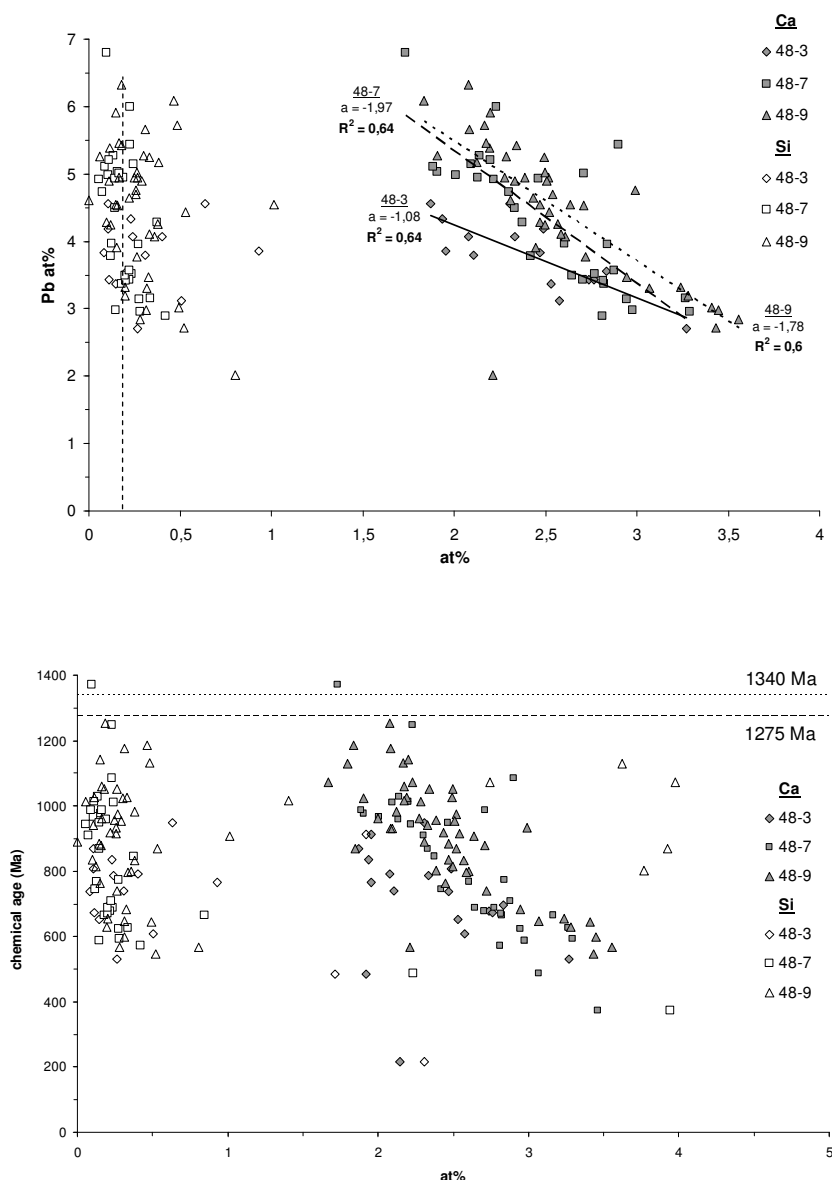 Ca
48-3
48-7
48-9
Si
48-3
48-7
48-9
7
6
5
4
3
2
1
0
Pb at%
48-7
a = -1,97
R² = 0,64
48-3
a = -1,08
R² = 0,64
48-9
a = -1,78
R² = 0,6
0 0,5 1 1,5 2 2,5 3 3,5 4
at%
1400
1200
1000
800
600
400
200
0
chemical age (Ma)
1340 Ma
1275 Ma
Ca
48-3
48-7
48-9
Si
48-3
48-7
48-9
0 1 2 3 4 5
at%